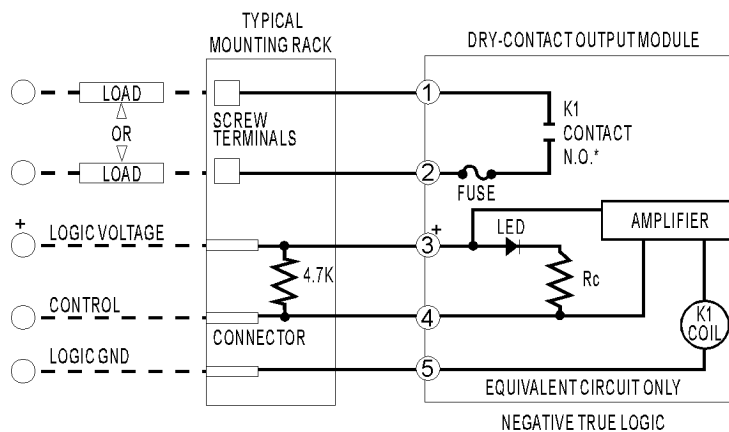 TYPICAL
MOUNTING RACK
DRY-CONTACT OUTPUT MODULE
LOAD
OR
LOAD
SCREW
TERMINALS
1
2
FUSE
K1
CONTACT
N.O.*
+
LOGIC VOLTAGE
4.7K
3
+
LED
Rc
AMPLIFIER
CONTROL
CONNECTOR
4
K1
COIL
LOGIC GND
5
EQUIVALENT CIRCUIT ONLY
NEGATIVE TRUE LOGIC